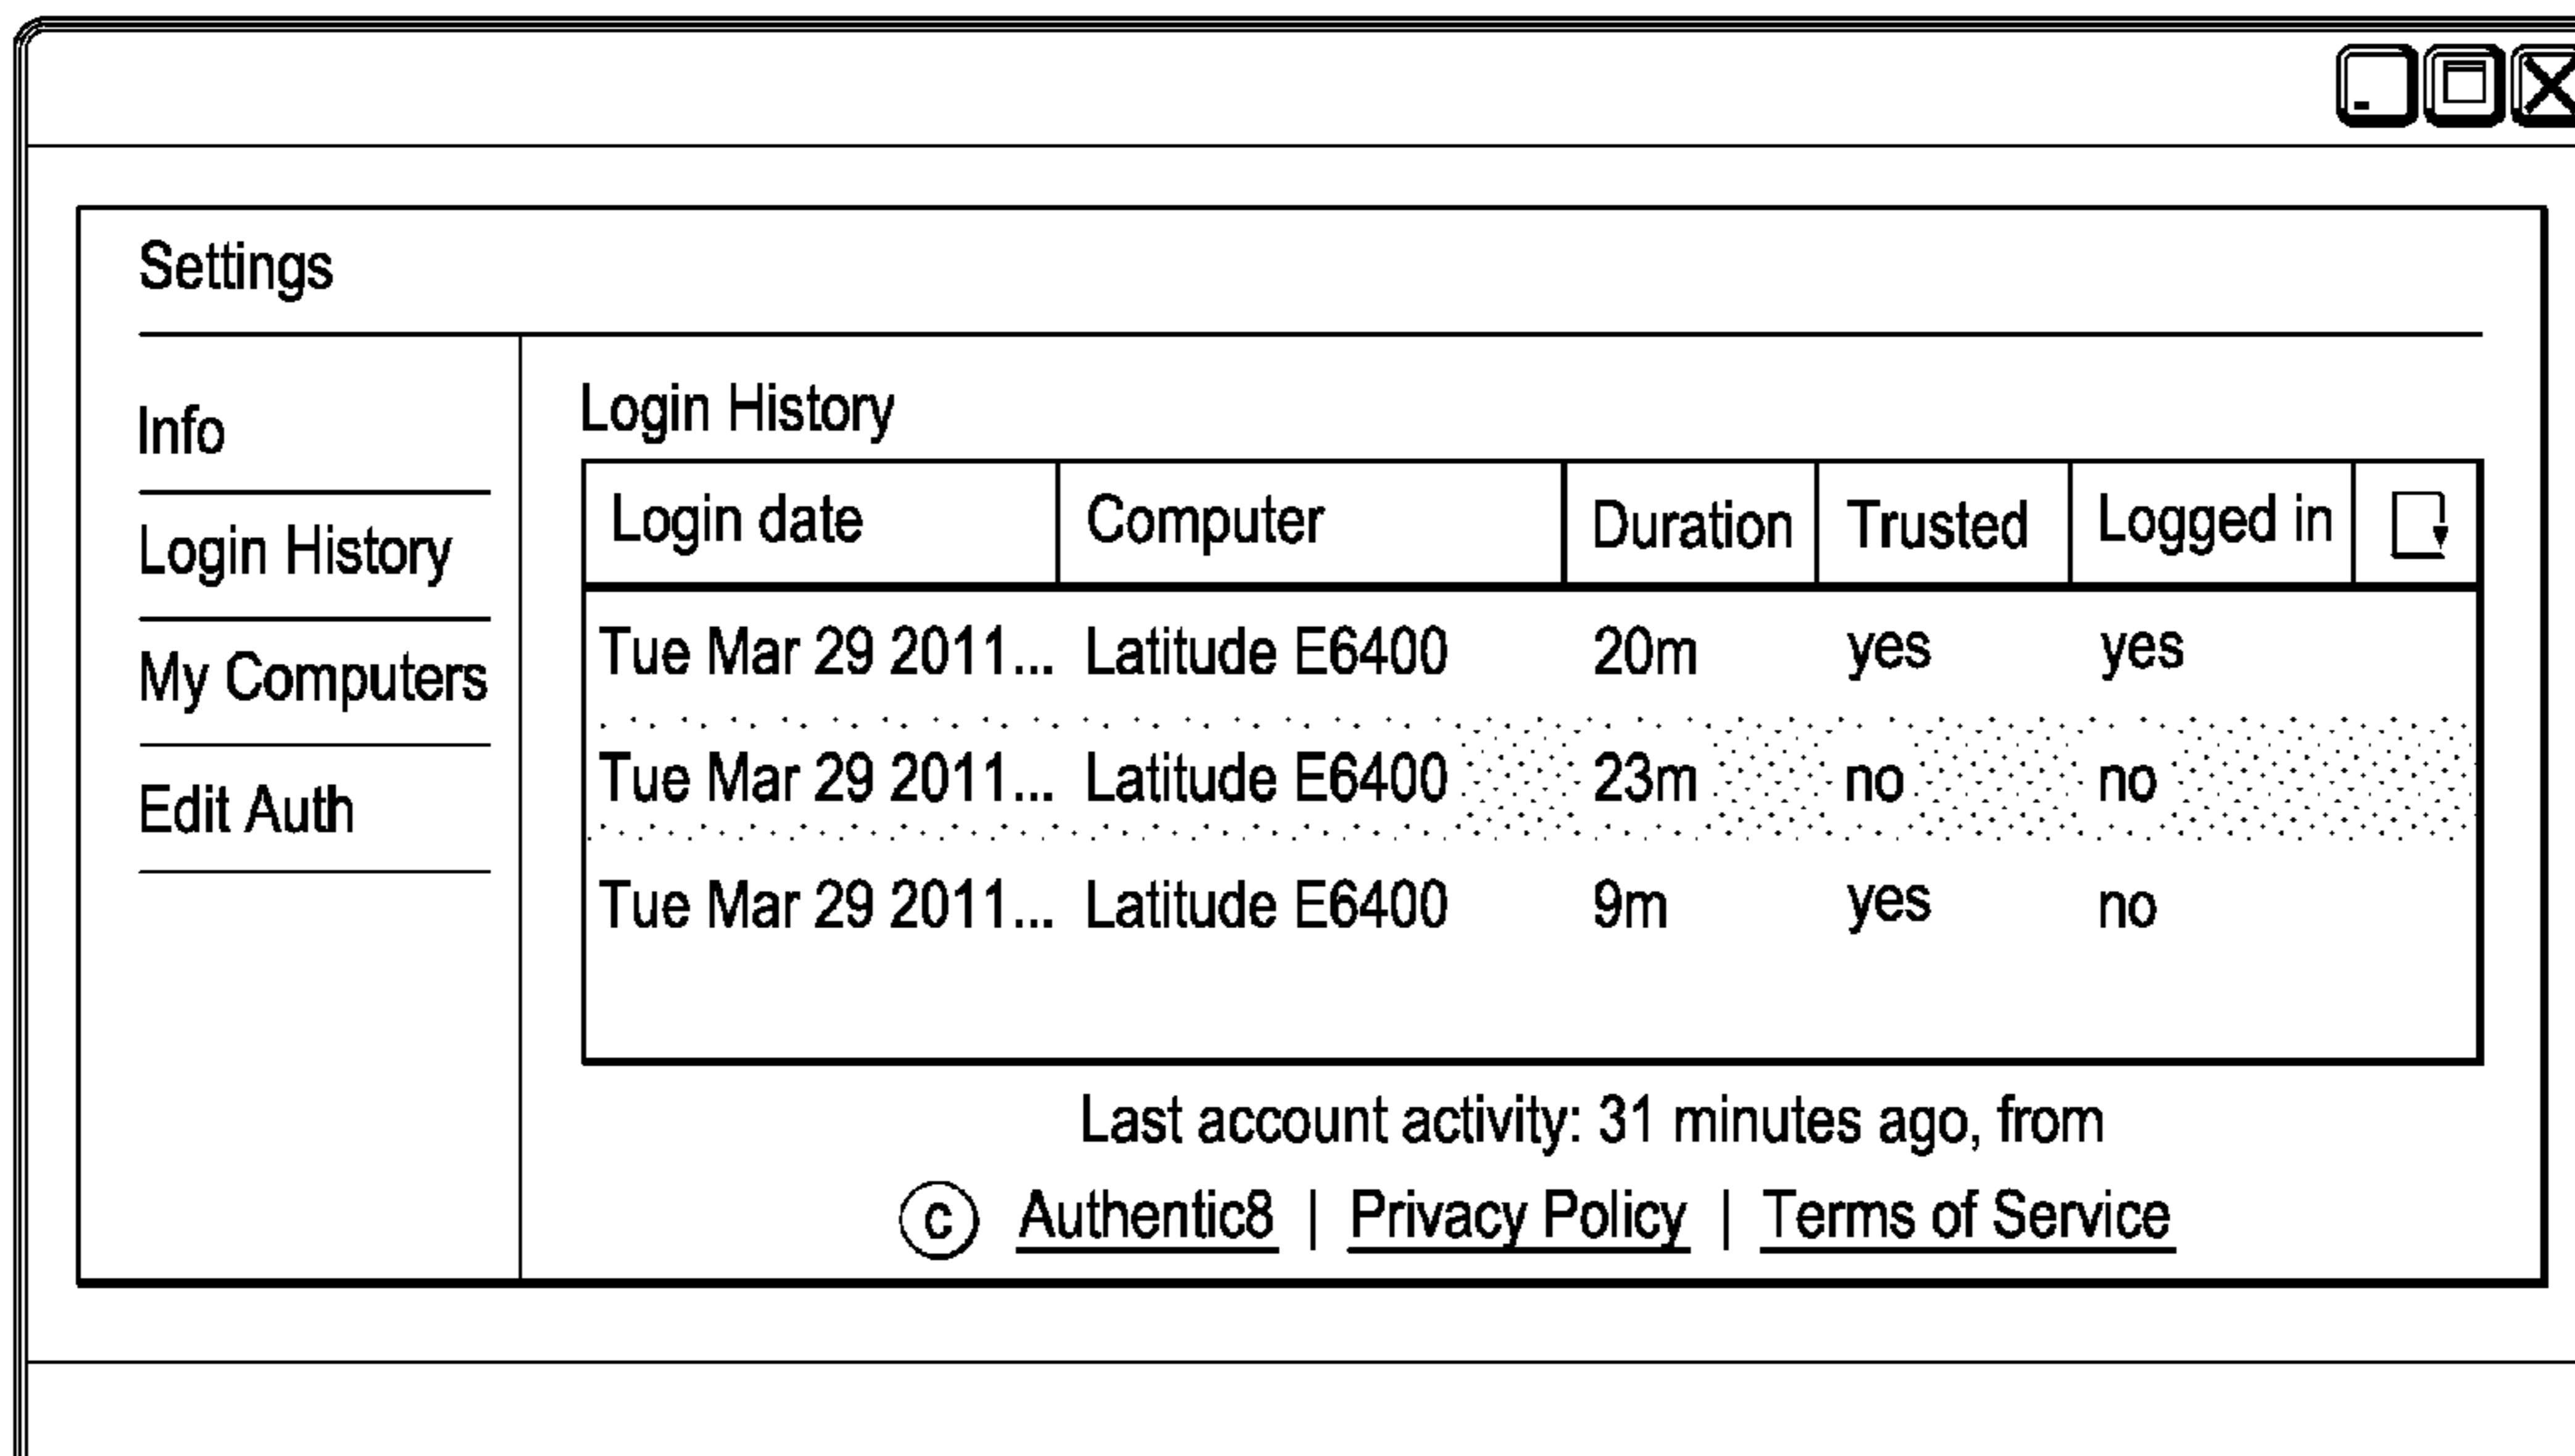 Settings
Info
Login History
My Computers
Edit Auth
Login History
Login date Computer Duration Trusted Logged in
Tue Mar 29 2011... Latitude E6400 20m yes yes
Tue Mar 29 2011... Latitude E6400 23m no no
Tue Mar 29 2011... Latitude E6400 9m yes no
Last account activity: 31 minutes ago, from
© Authentic8 | Privacy Policy | Terms of Service